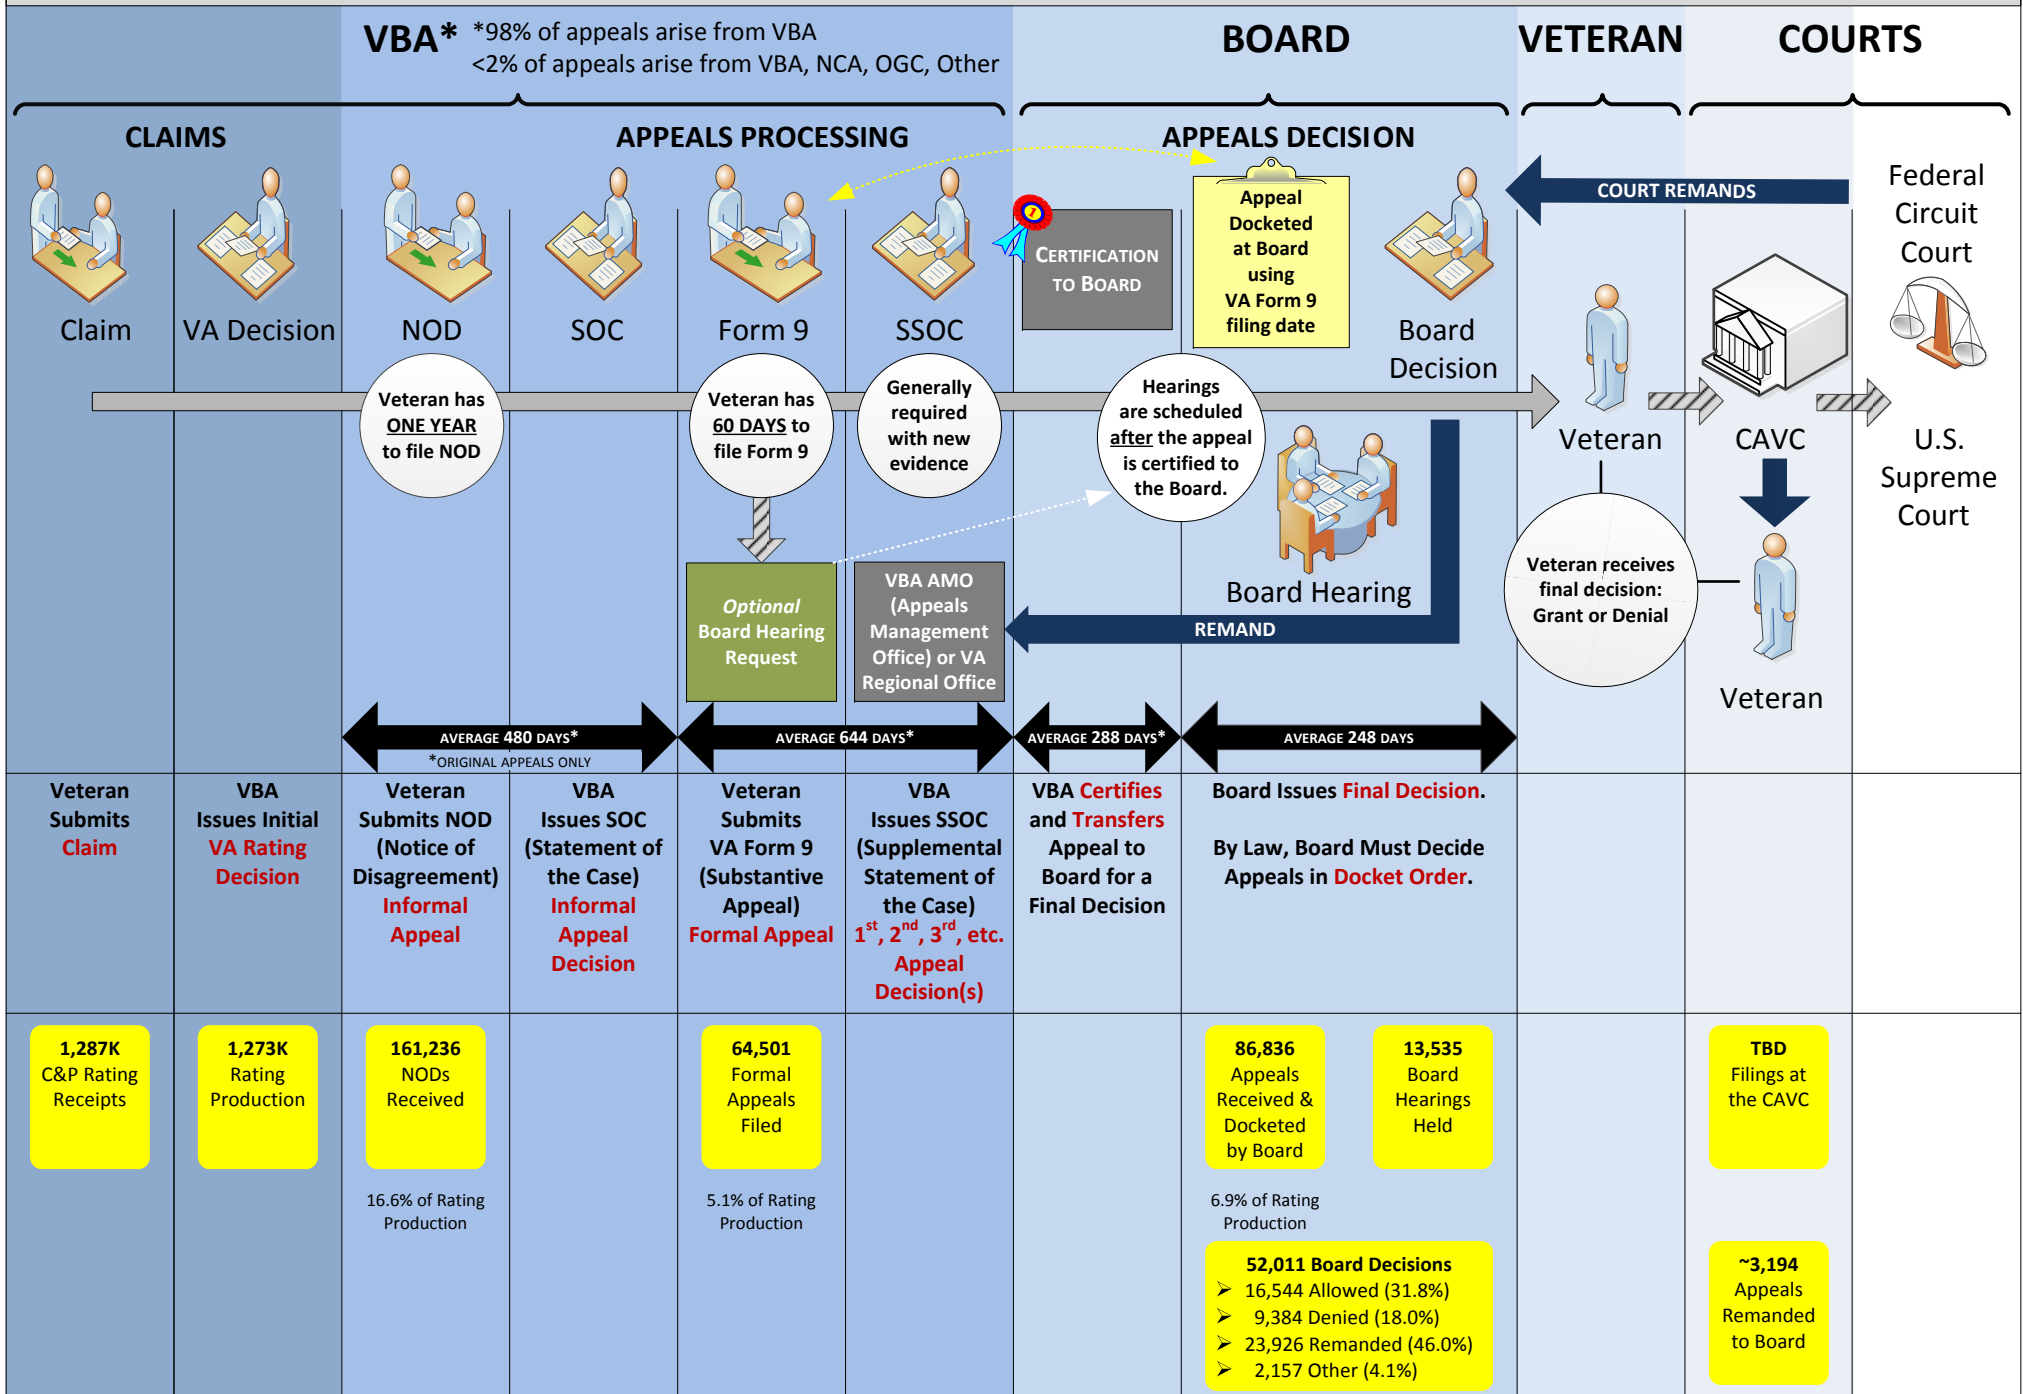 VBA* *98% of appeals arise from VBA
<2% of appeals arise from VBA, NCA, OGC, Other
BOARD
VETERAN
COURTS
CLAIMS
APPEALS PROCESSING
APPEALS DECISION
Claim
VA Decision
NOD
SOC
Form 9
SSOC
1
CERTIFICATION
TO BOARD
Appeal
Docketed
at Board
using
VA Form 9
filing date
Board
Decision
COURT REMANDS
Federal
Circuit
Court
Veteran has
ONE YEAR
to file NOD
Veteran has
60 DAYS to
file Form 9
Generally
required
with new
evidence
Hearings
are scheduled
after the appeal
is certified to
the Board.
Board Hearing
Veteran
CAVC
U.S.
Supreme
Court
Optional
Board Hearing
Request
VBA AMO
(Appeals
Management
Office) or VA
Regional Office
REMAND
Veteran receives
final decision:
Grant or Denial
Veteran
AVERAGE 480 DAYS*
*ORIGINAL APPEALS ONLY
AVERAGE 644 DAYS*
AVERAGE 288 DAYS*
AVERAGE 248 DAYS
Veteran
Submits
Claim
VBA
Issues Initial
VA Rating
Decision
Veteran
Submits NOD
(Notice of
Disagreement)
Informal
Appeal
VBA
Issues SOC
(Statement of
the Case)
Informal
Appeal
Decision
Veteran
Submits
VA Form 9
(Substantive
Appeal)
Formal Appeal
VBA
Issues SSOC
(Supplemental
Statement of
the Case)
1st, 2nd, 3rd, etc.
Appeal
Decision(s)
VBA Certifies
and Transfers
Appeal to
Board for a
Final Decision
Board Issues Final Decision.
By Law, Board Must Decide
Appeals in Docket Order.
1,287K
C&P Rating
Receipts
1,273K
Rating
Production
161,236
NODs
Received
16.6% of Rating
Production
64,501
Formal
Appeals
Filed
5.1% of Rating
Production
86,836
Appeals
Received &
Docketed
by Board
6.9% of Rating
Production
13,535
Board
Hearings
Held
TBD
Filings at
the CAVC
52,011 Board Decisions
➢ 16,544 Allowed (31.8%)
➢ 9,384 Denied (18.0%)
➢ 23,926 Remanded (46.0%)
➢ 2,157 Other (4.1%)
~3,194
Appeals
Remanded
to Board